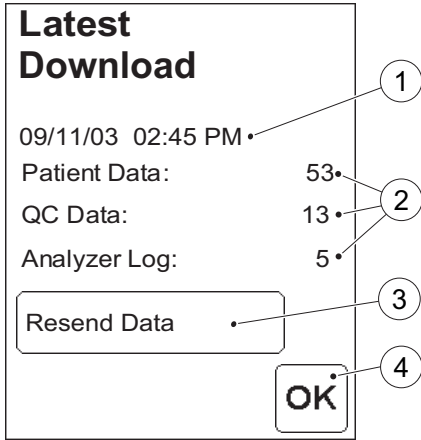 Latest
Download
1
09/11/03 02:45 PM
Patient Data: 53
2
QC Data: 13
Analyzer Log: 5
3
Resend Data
4
OK